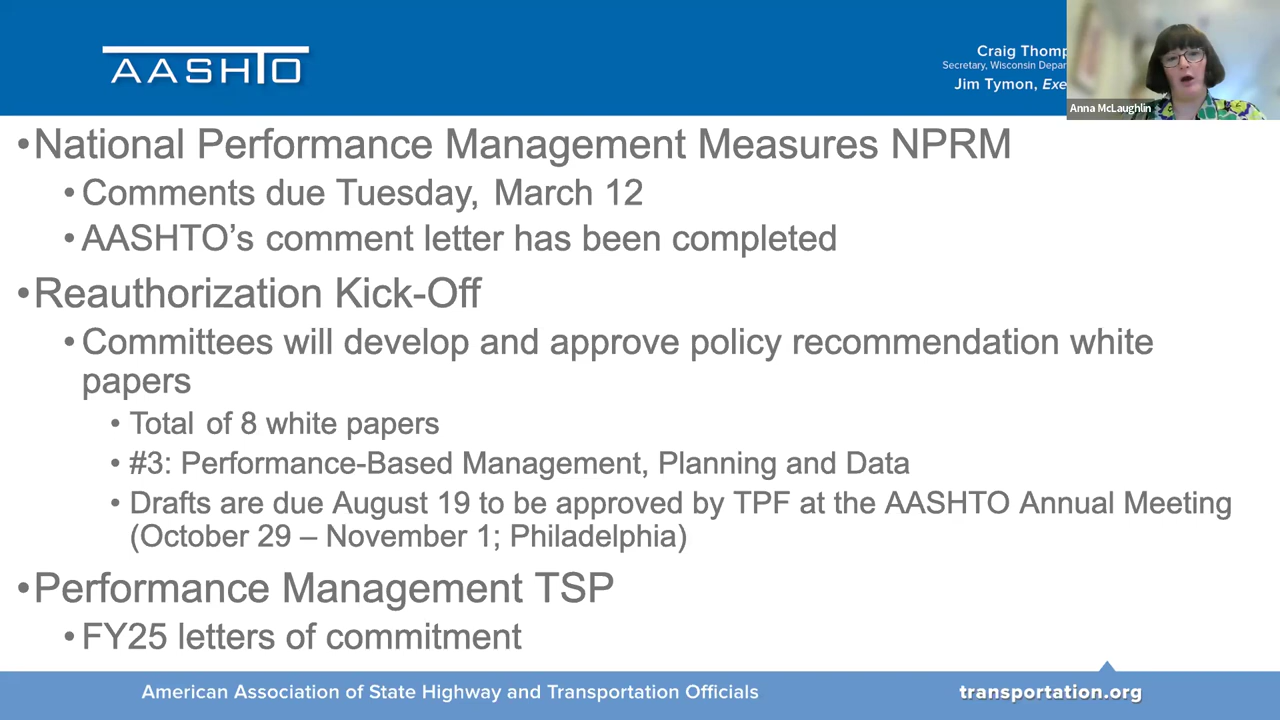 AASHTO
Craig Thomp
Secretary, Wisconsin Depar
Jim Tymon, Exe
Anna McLaughlin
•National Performance Management Measures NPRM
•Comments due Tuesday, March 12
•AASHTO’s comment letter has been completed
•Reauthorization Kick-Off
•Committees will develop and approve policy recommendation white
papers
•Total of 8 white papers
•#3: Performance-Based Management, Planning and Data
•Drafts are due August 19 to be approved by TPF at the AASHTO Annual Meeting
(October 29 – November 1; Philadelphia)
•Performance Management TSP
•FY25 letters of commitment
American Association of State Highway and Transportation Officials
transportation.org